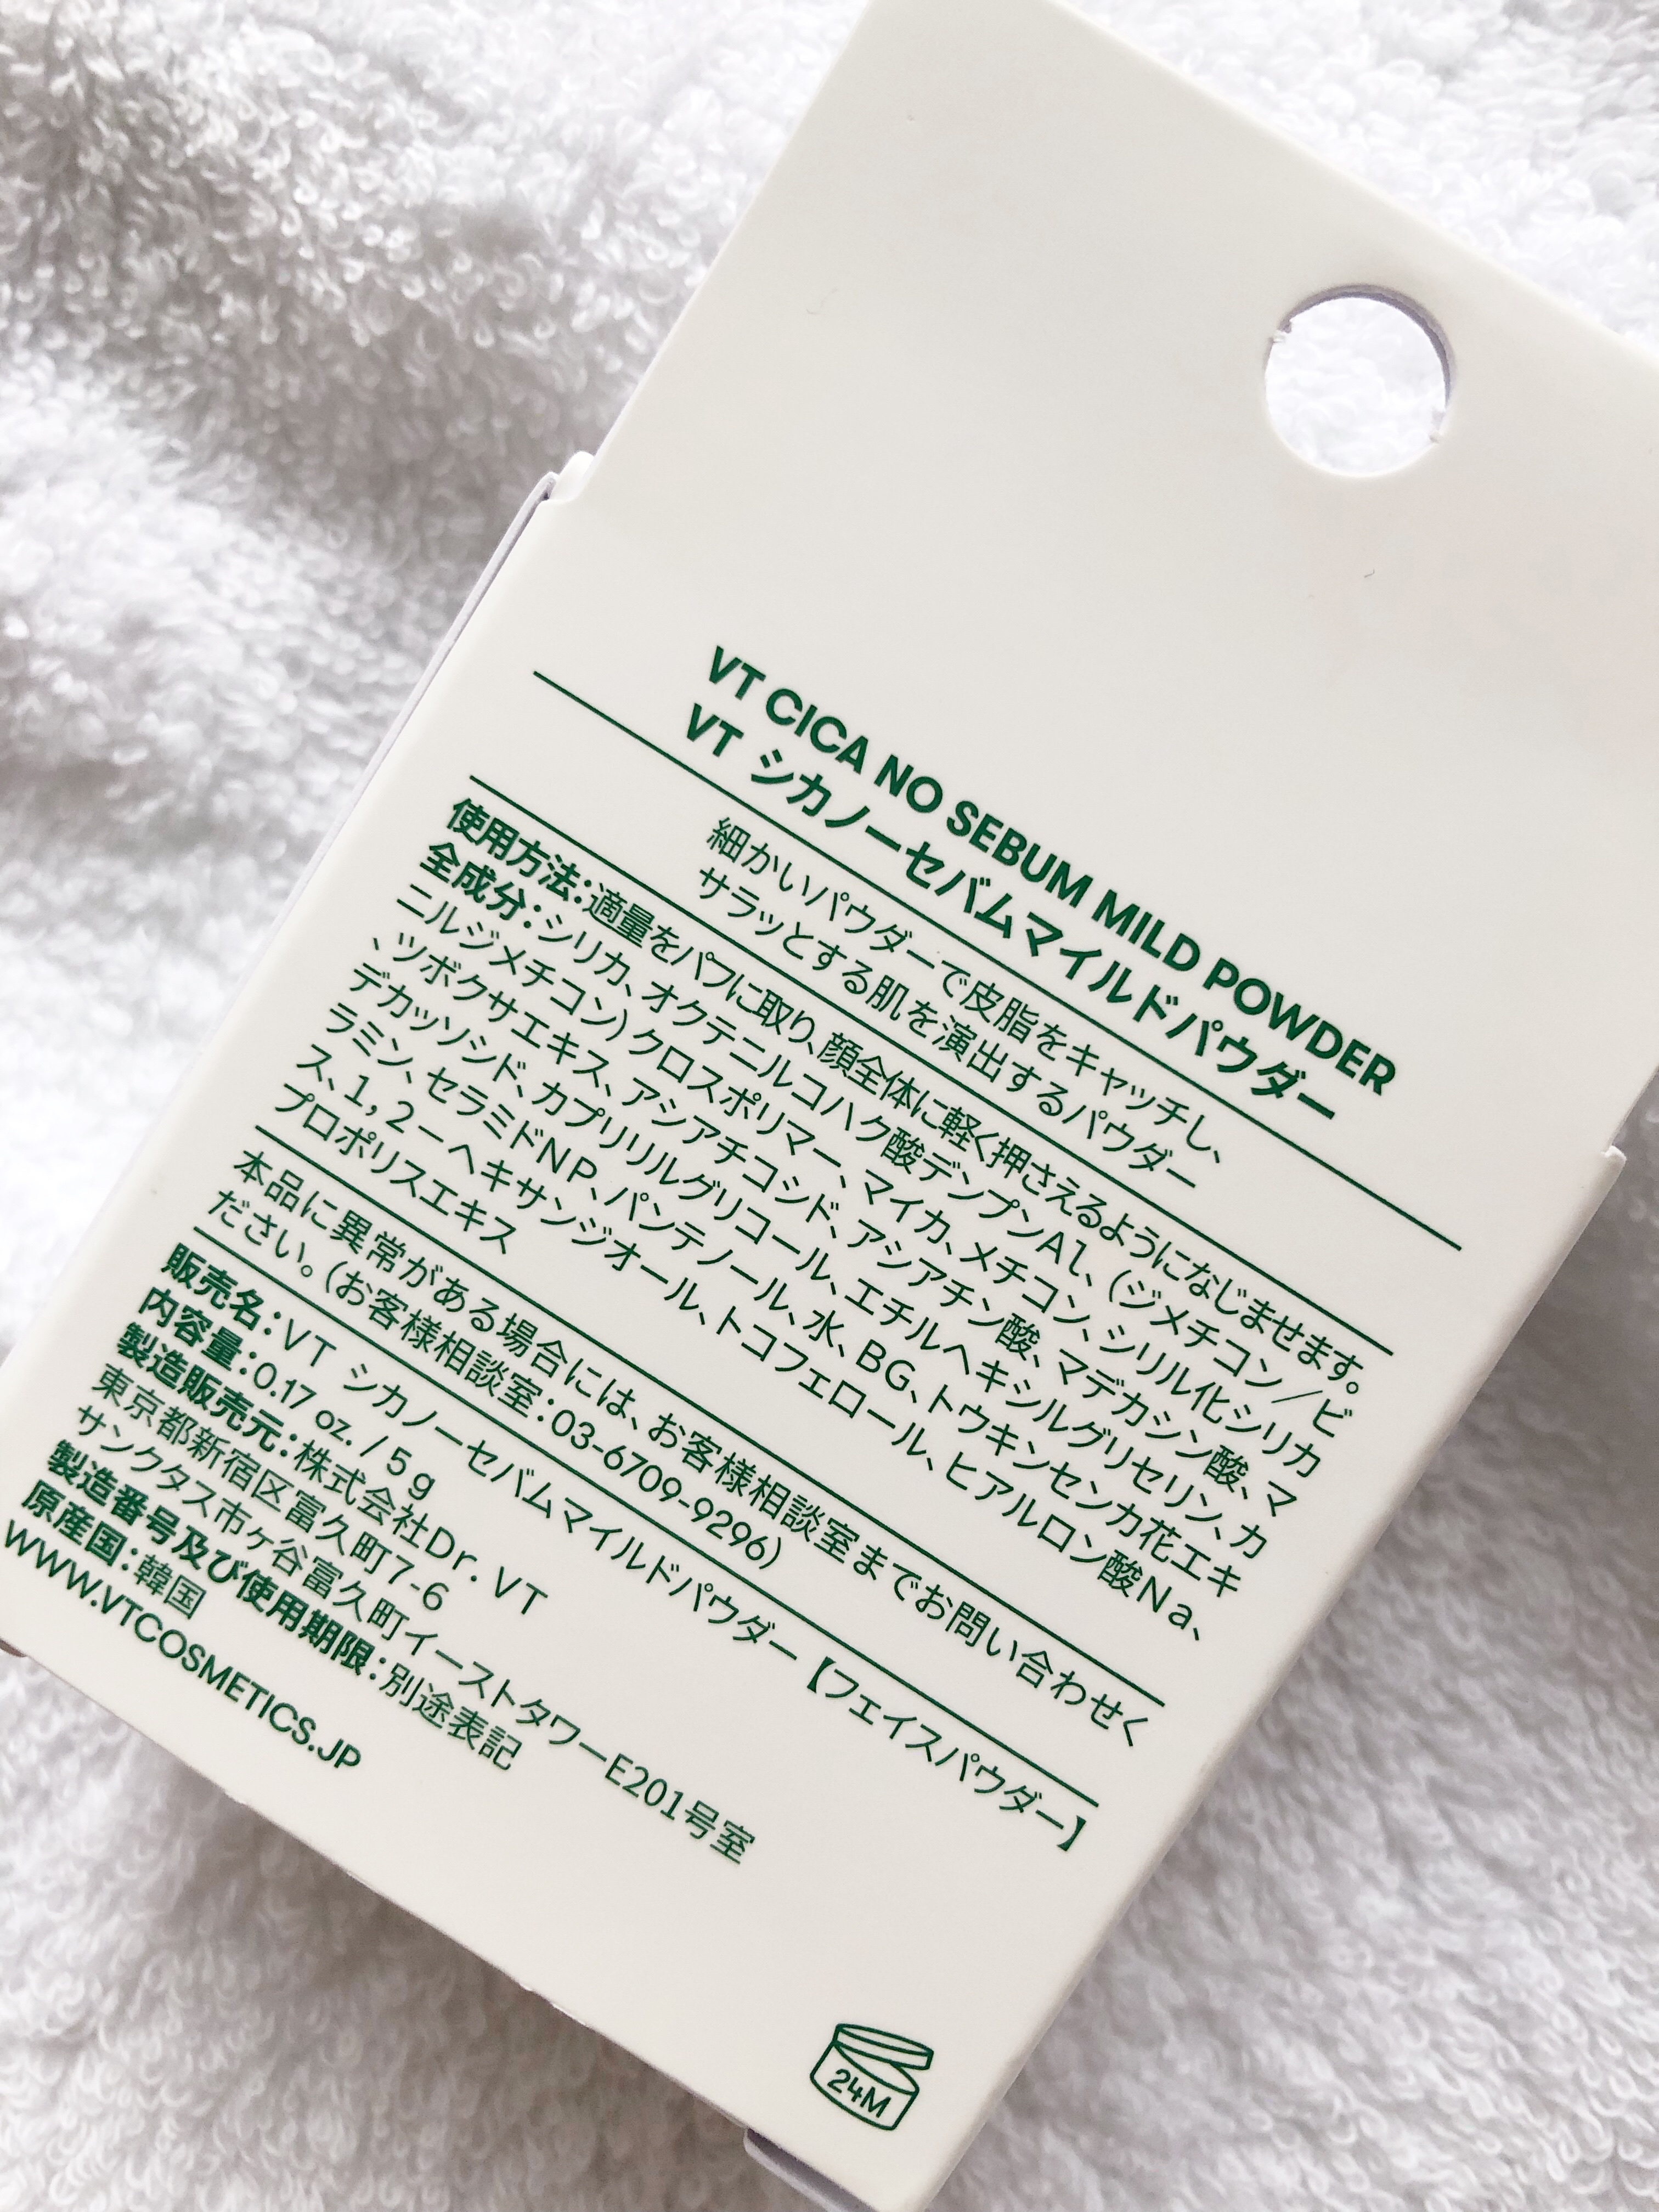 VT CICA NO SEBUM MILD POWDER
VT シカノーセバムマイルドパウダー
細かいパウダーで皮脂をキャッチし、
サラッとする肌を演出するパウダー
使用方法:適量をパフに取り、顔全体に軽く押さえるようになじませます。
全成分:シリカ、オクテニルコハク酸デンプンAl、(ジメチコン/ビ
ニルジメチコン)クロスポリマー、マイカ、メチコン、シリル化シリカ
、ツボクサエキス、アシアチコシド、アシアチン酸、マデカシン酸、マ
デカッソシド、カプリリルグリコール、エチルヘキシルグリセリン、カ
ラミン、セラミドNP、パンテノール、水、BG、トウキンセンカ花エキ
ス、1,2-ヘキサンジオール、トコフェロール、ヒアルロン酸Na、
プロポリスエキス
本品に異常がある場合には、お客様相談室までお問い合わせく
ださい。(お客様相談室:03-6709-9296)
販売名:VT シカノーセバムマイルドパウダー【フェイスパウダー】
内容量:0.17 oz. / 5 g
製造販売元:株式会社Dr. VT
東京都新宿区富久町7-6
サンクタス市ヶ谷富久町イーストタワーE201号室
製造番号及び使用期限:別途表記
原産国:韓国
WWW.VTCOSMETICS.JP
24M